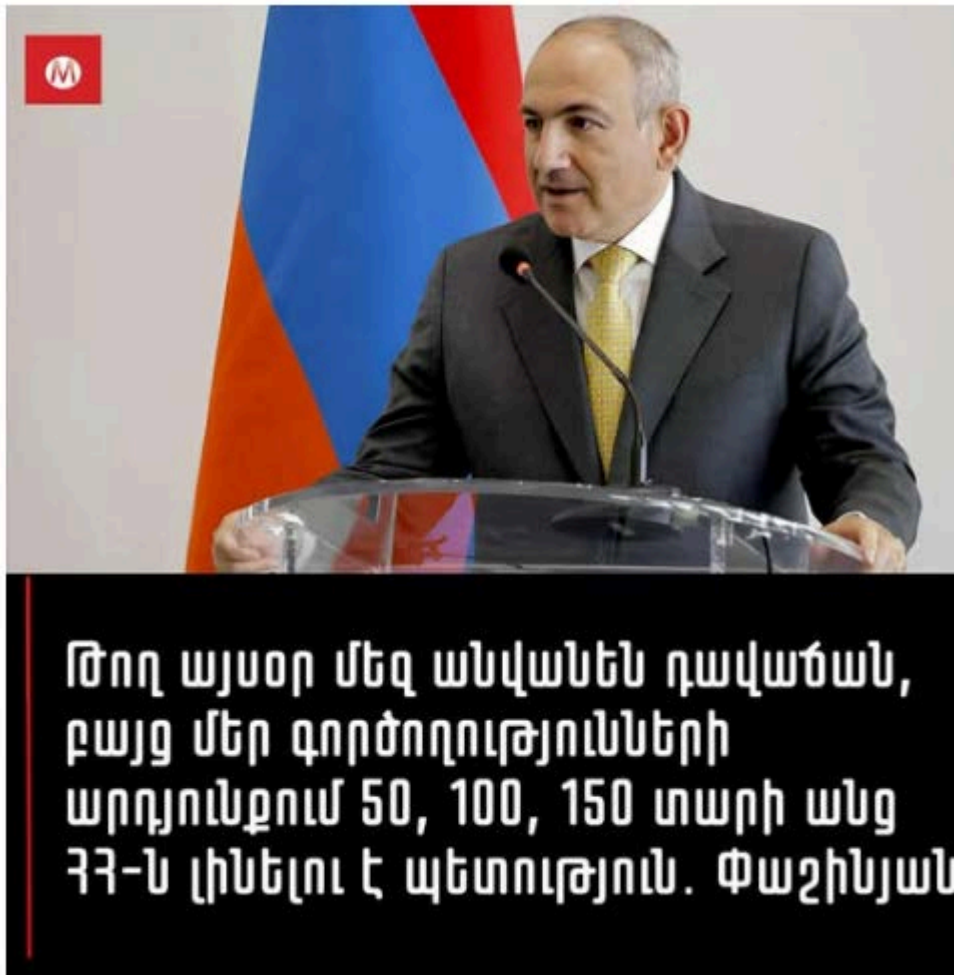 M
Թող այսօր մեզ անվանեն դավաճան,
բայց մեր գործողությունների
արդյունքում 50, 100, 150 տարի անց
ՀՀ-ն լինելու է պետություն. Փաշինյան